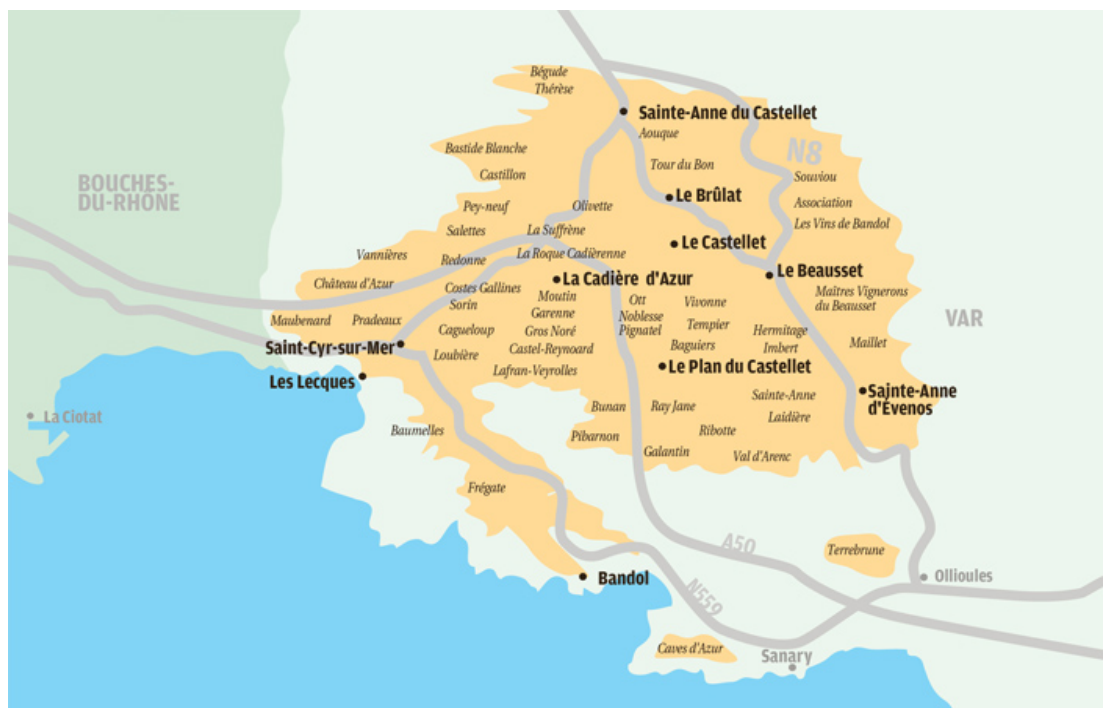 Bégude
Thérèse
Sainte-Anne du Castellet
Aouque
N8
Bastide Blanche
Tour du Bon
Castillon
Souviou
BOUCHES-
DU-RHÔNE
Le Brûlat
Pey-neuf
Olivette
Association
Salettes
La Suffrène
Les Vins de Bandol
Le Castellet
Vannières
Redonne
La Roque Cadièrenne
Château d'Azur
Costes Gallines
La Cadière d'Azur
Le Beausset
Sorin
Moutin
Ott
Vivonne
Maîtres Vignerons
du Beausset
Garenne
Noblesse
Maubenard
Pradeaux
Cagueloup
Gros Noré
Pignatel
Tempier
Hermitage
VAR
Saint-Cyr-sur-Mer
Loubière
Castel-Reynoard
Baguiers
Imbert
Maillet
Lafran-Veyrolles
Le Plan du Castellet
Les Lecques
Sainte-Anne
d'Évenos
La Ciotat
Bunan
Ray Jane
Sainte-Anne
Laidière
Baumelles
Pibarnon
Ribotte
Galantin
Val d'Arenc
Frégate
A50
Terrebrune
Bandol
Ollioules
N559
Caves d'Azur
Sanary